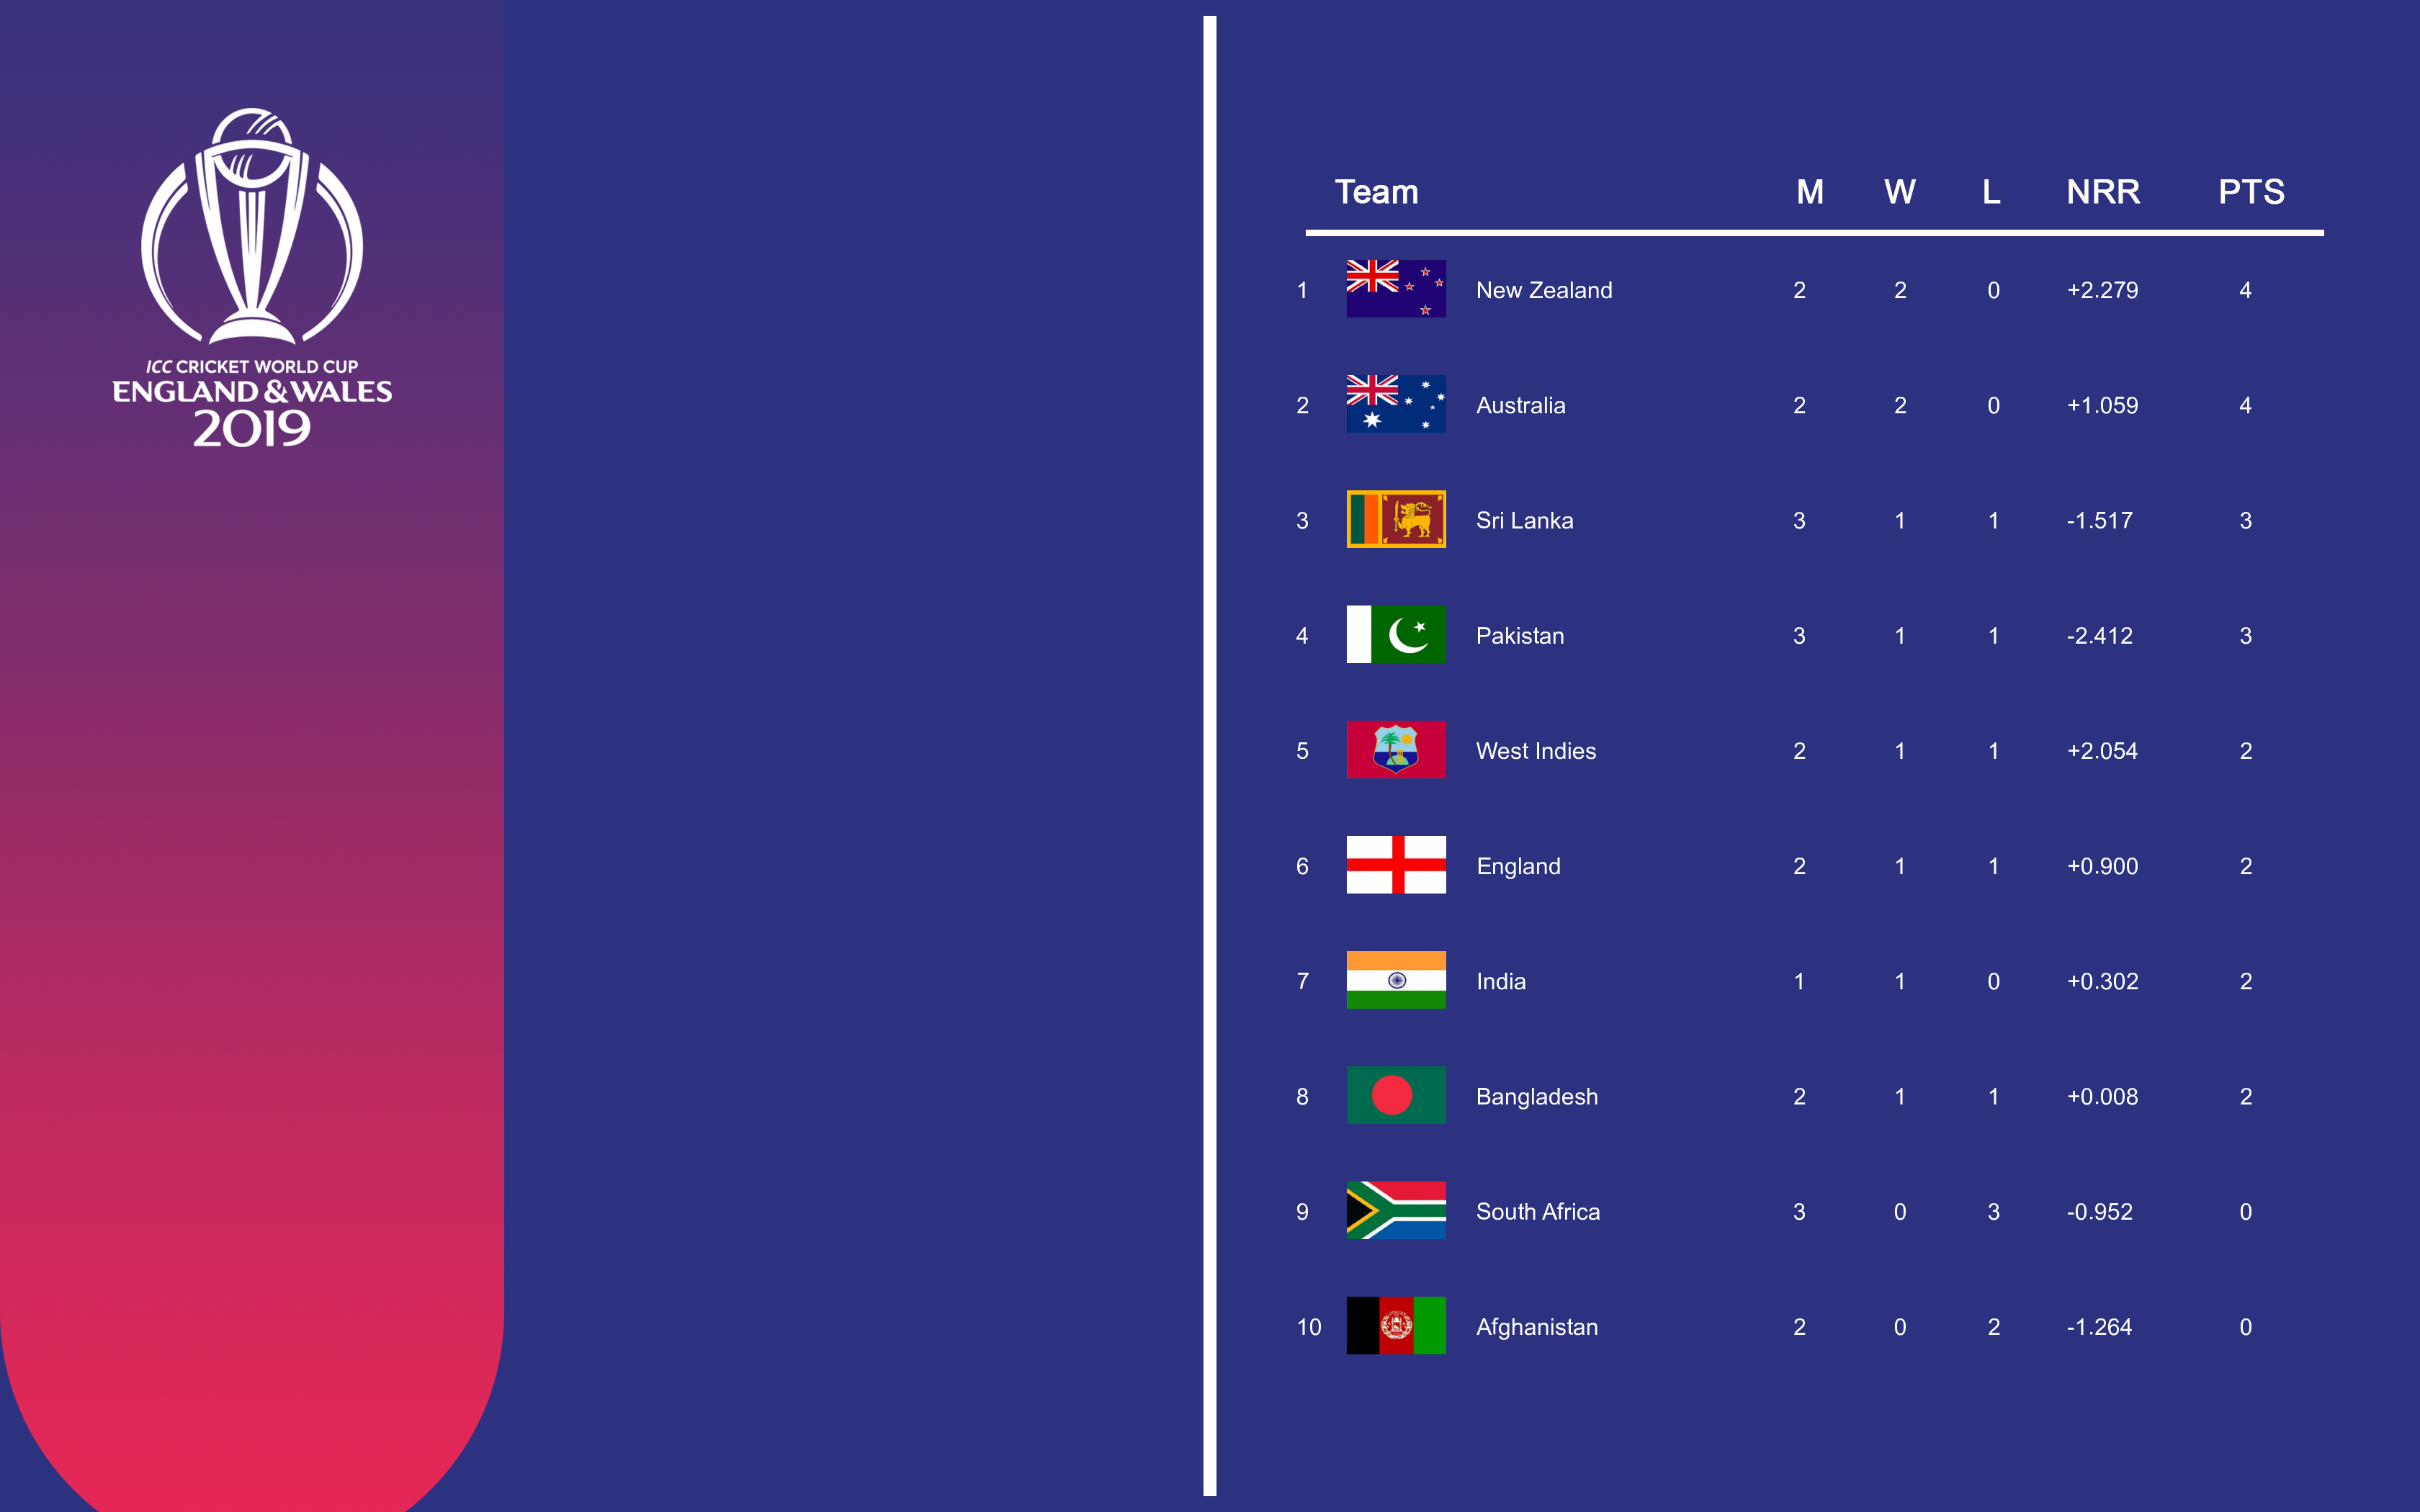 ICC CRICKET WORLD CUP
ENGLAND & WALES
2019
Team M W L NRR PTS
1 New Zealand 2 2 0 +2.279 4
2 Australia 2 2 0 +1.059 4
3 Sri Lanka 3 1 1 -1.517 3
4 Pakistan 3 1 1 -2.412 3
5 West Indies 2 1 1 +2.054 2
6 England 2 1 1 +0.900 2
7 India 1 1 0 +0.302 2
8 Bangladesh 2 1 1 +0.008 2
9 South Africa 3 0 3 -0.952 0
10 Afghanistan 2 0 2 -1.264 0